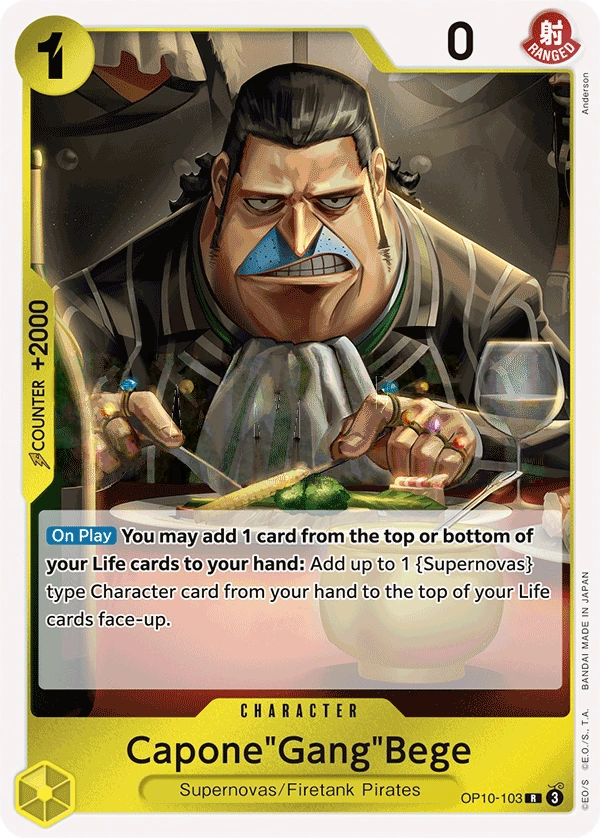 1
0
射
RANGED
Anderson
COUNTER +2000
On Play You may add 1 card from the top or bottom of
your Life cards to your hand: Add up to 1 {Supernovas}
type Character card from your hand to the top of your Life
cards face-up.
CHARACTER
Capone"Gang"Bege
Supernovas/Firetank Pirates
OP10-103 R 3
©E.O/S ©E.O./S., T.A. BANDAI MADE IN JAPAN